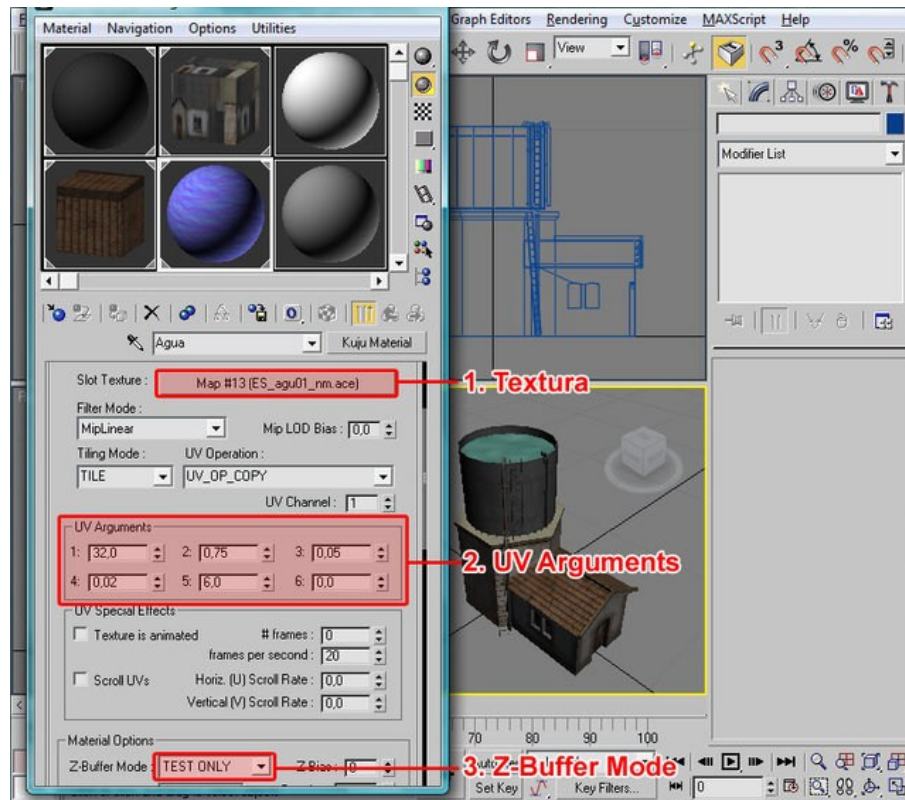 Material Navigation Options Utilities
Graph Editors Rendering Customize MAXScript Help
View
Modifier List
Agua
Kuju Material
Slot Texture : Map #13 (ES_agu01_nm.ace)
1. Textura
Filter Mode :
MipLinear Mip LOD Bias : 0,0
Tiling Mode : UV Operation :
TILE UV_OP_COPY
UV Channel : 1
UV Arguments
1: 32,0 2: 0,75 3: 0,05
4: 0,02 5: 6,0 6: 0,0
2. UV Arguments
UV Special Effects
Texture is animated # frames : 0
frames per second : 20
Scroll UVs Horiz. (U) Scroll Rate : 0,0
Vertical (V) Scroll Rate : 0,0
70 80 90 100
Material Options
Z-Buffer Mode : TEST ONLY Z Bias : 0
3. Z-Buffer Mode
Set Key Key Filters... 0